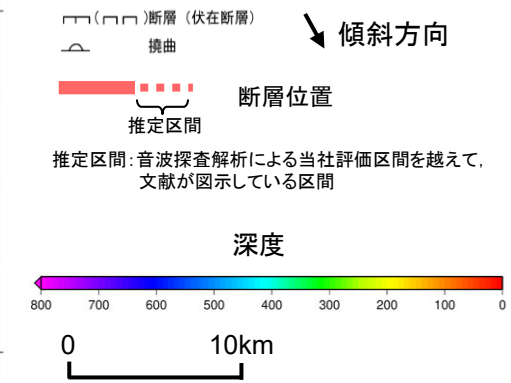 ( )断層（伏在断層）
撓曲
傾斜方向
断層位置
推定区間
推定区間：音波探査解析による当社評価区間を越えて，
文献が図示している区間
深度
800 700 600 500 400 300 200 100 0
0 10km